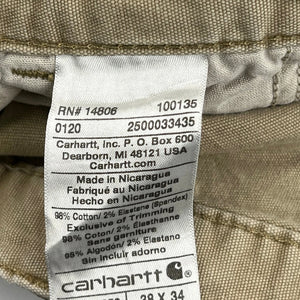 RN# 14806 100135
0120 2500033435
Carhartt, Inc. P. O. Box 600
Dearborn, MI 48121 USA
Carhartt.com
Made in Nicaragua
Fabriqué au Nicaragua
Hecho en Nicaragua
98% Cotton/ 2% Elastane (Spandex)
Exclusive of Trimming
98% Coton/ 2% Élasthanne
Sans garniture
98% Algodón/ 2% Elastano
Sin incluir adorno
carhartt
X 34